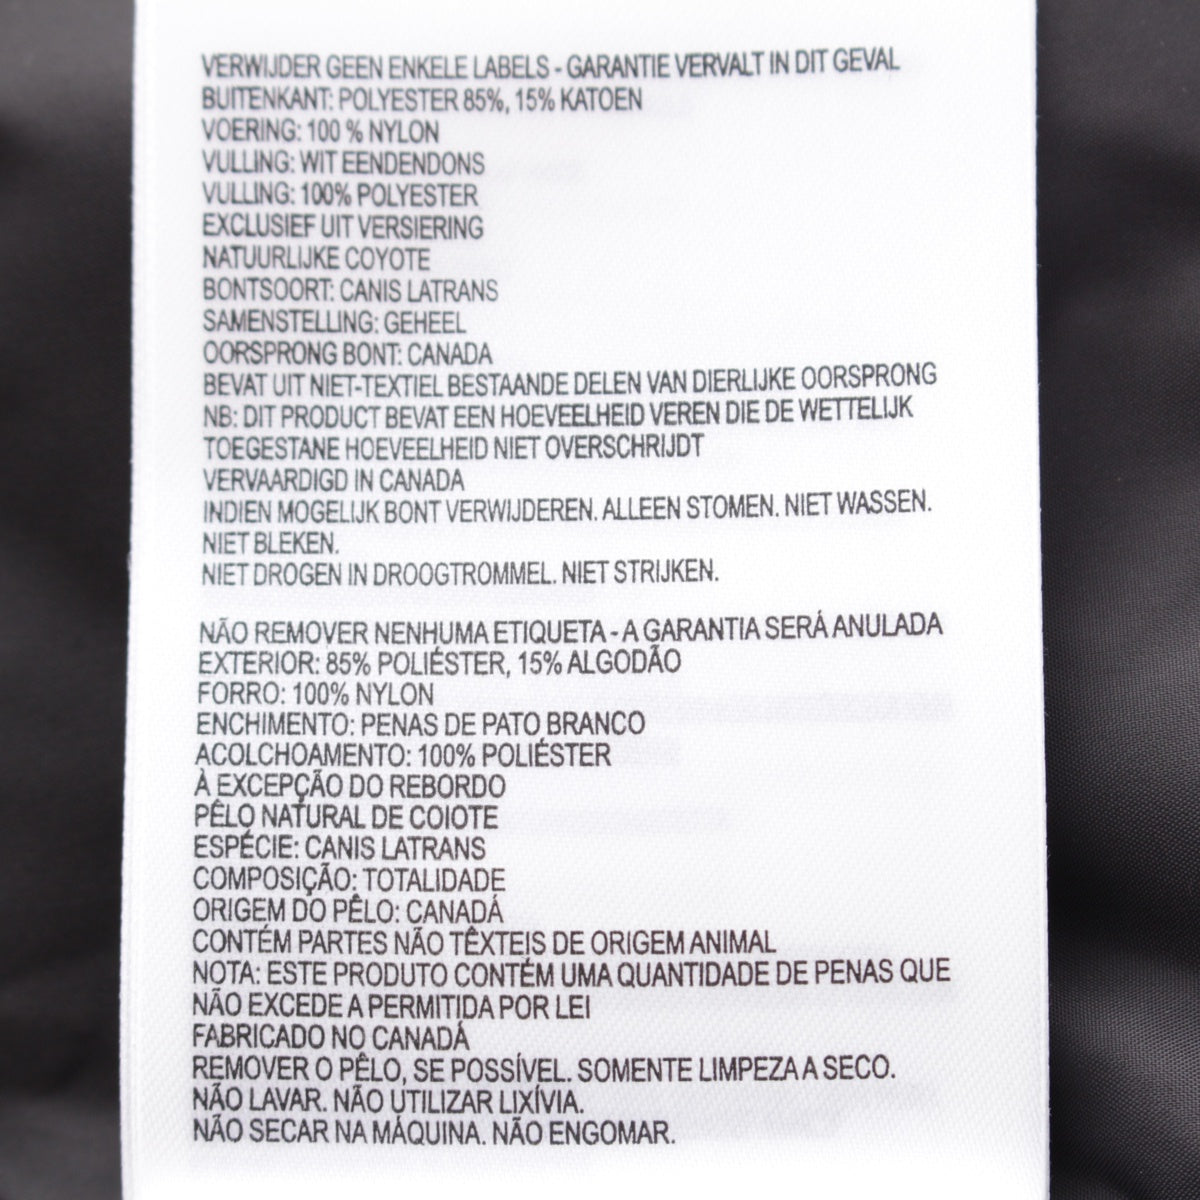 VERWIJDER GEEN ENKELE LABELS - GARANTIE VERVALT IN DIT GEVAL
BUITENKANT: POLYESTER 85%, 15% KATOEN
VOERING: 100 % NYLON
VULLING: WIT EENDENDONS
VULLING: 100% POLYESTER
EXCLUSIEF UIT VERSIERING
NATUURLIJKE COYOTE
BONTSOORT: CANIS LATRANS
SAMENSTELLING: GEHEEL
OORSPRONG BONT: CANADA
BEVAT UIT NIET-TEXTIEL BESTAANDE DELEN VAN DIERLIJKE OORSPRONG
NB: DIT PRODUCT BEVAT EEN HOEVEELHEID VEREN DIE DE WETTELIJK
TOEGESTANE HOEVEELHEID NIET OVERSCHRIJDT
VERVAARDIGD IN CANADA
INDIEN MOGELIJK BONT VERWIJDEREN. ALLEEN STOMEN. NIET WASSEN.
NIET BLEKEN.
NIET DROGEN IN DROOGTROMMEL. NIET STRIJKEN.
NÃO REMOVER NENHUMA ETIQUETA - A GARANTIA SERÁ ANULADA
EXTERIOR: 85% POLIÉSTER, 15% ALGODÃO
FORRO: 100% NYLON
ENCHIMENTO: PENAS DE PATO BRANCO
ACOLCHOAMENTO: 100% POLIÉSTER
À EXCEPÇÃO DO REBORDO
PÊLO NATURAL DE COIOTE
ESPÉCIE: CANIS LATRANS
COMPOSIÇÃO: TOTALIDADE
ORIGEM DO PÊLO: CANADÁ
CONTÉM PARTES NÃO TÊXTEIS DE ORIGEM ANIMAL
NOTA: ESTE PRODUTO CONTÉM UMA QUANTIDADE DE PENAS QUE
NÃO EXCEDE A PERMITIDA POR LEI
FABRICADO NO CANADÁ
REMOVER O PÊLO, SE POSSÍVEL. SOMENTE LIMPEZA A SECO.
NÃO LAVAR. NÃO UTILIZAR LIXÍVIA.
NÃO SECAR NA MÁQUINA. NÃO ENGOMAR.